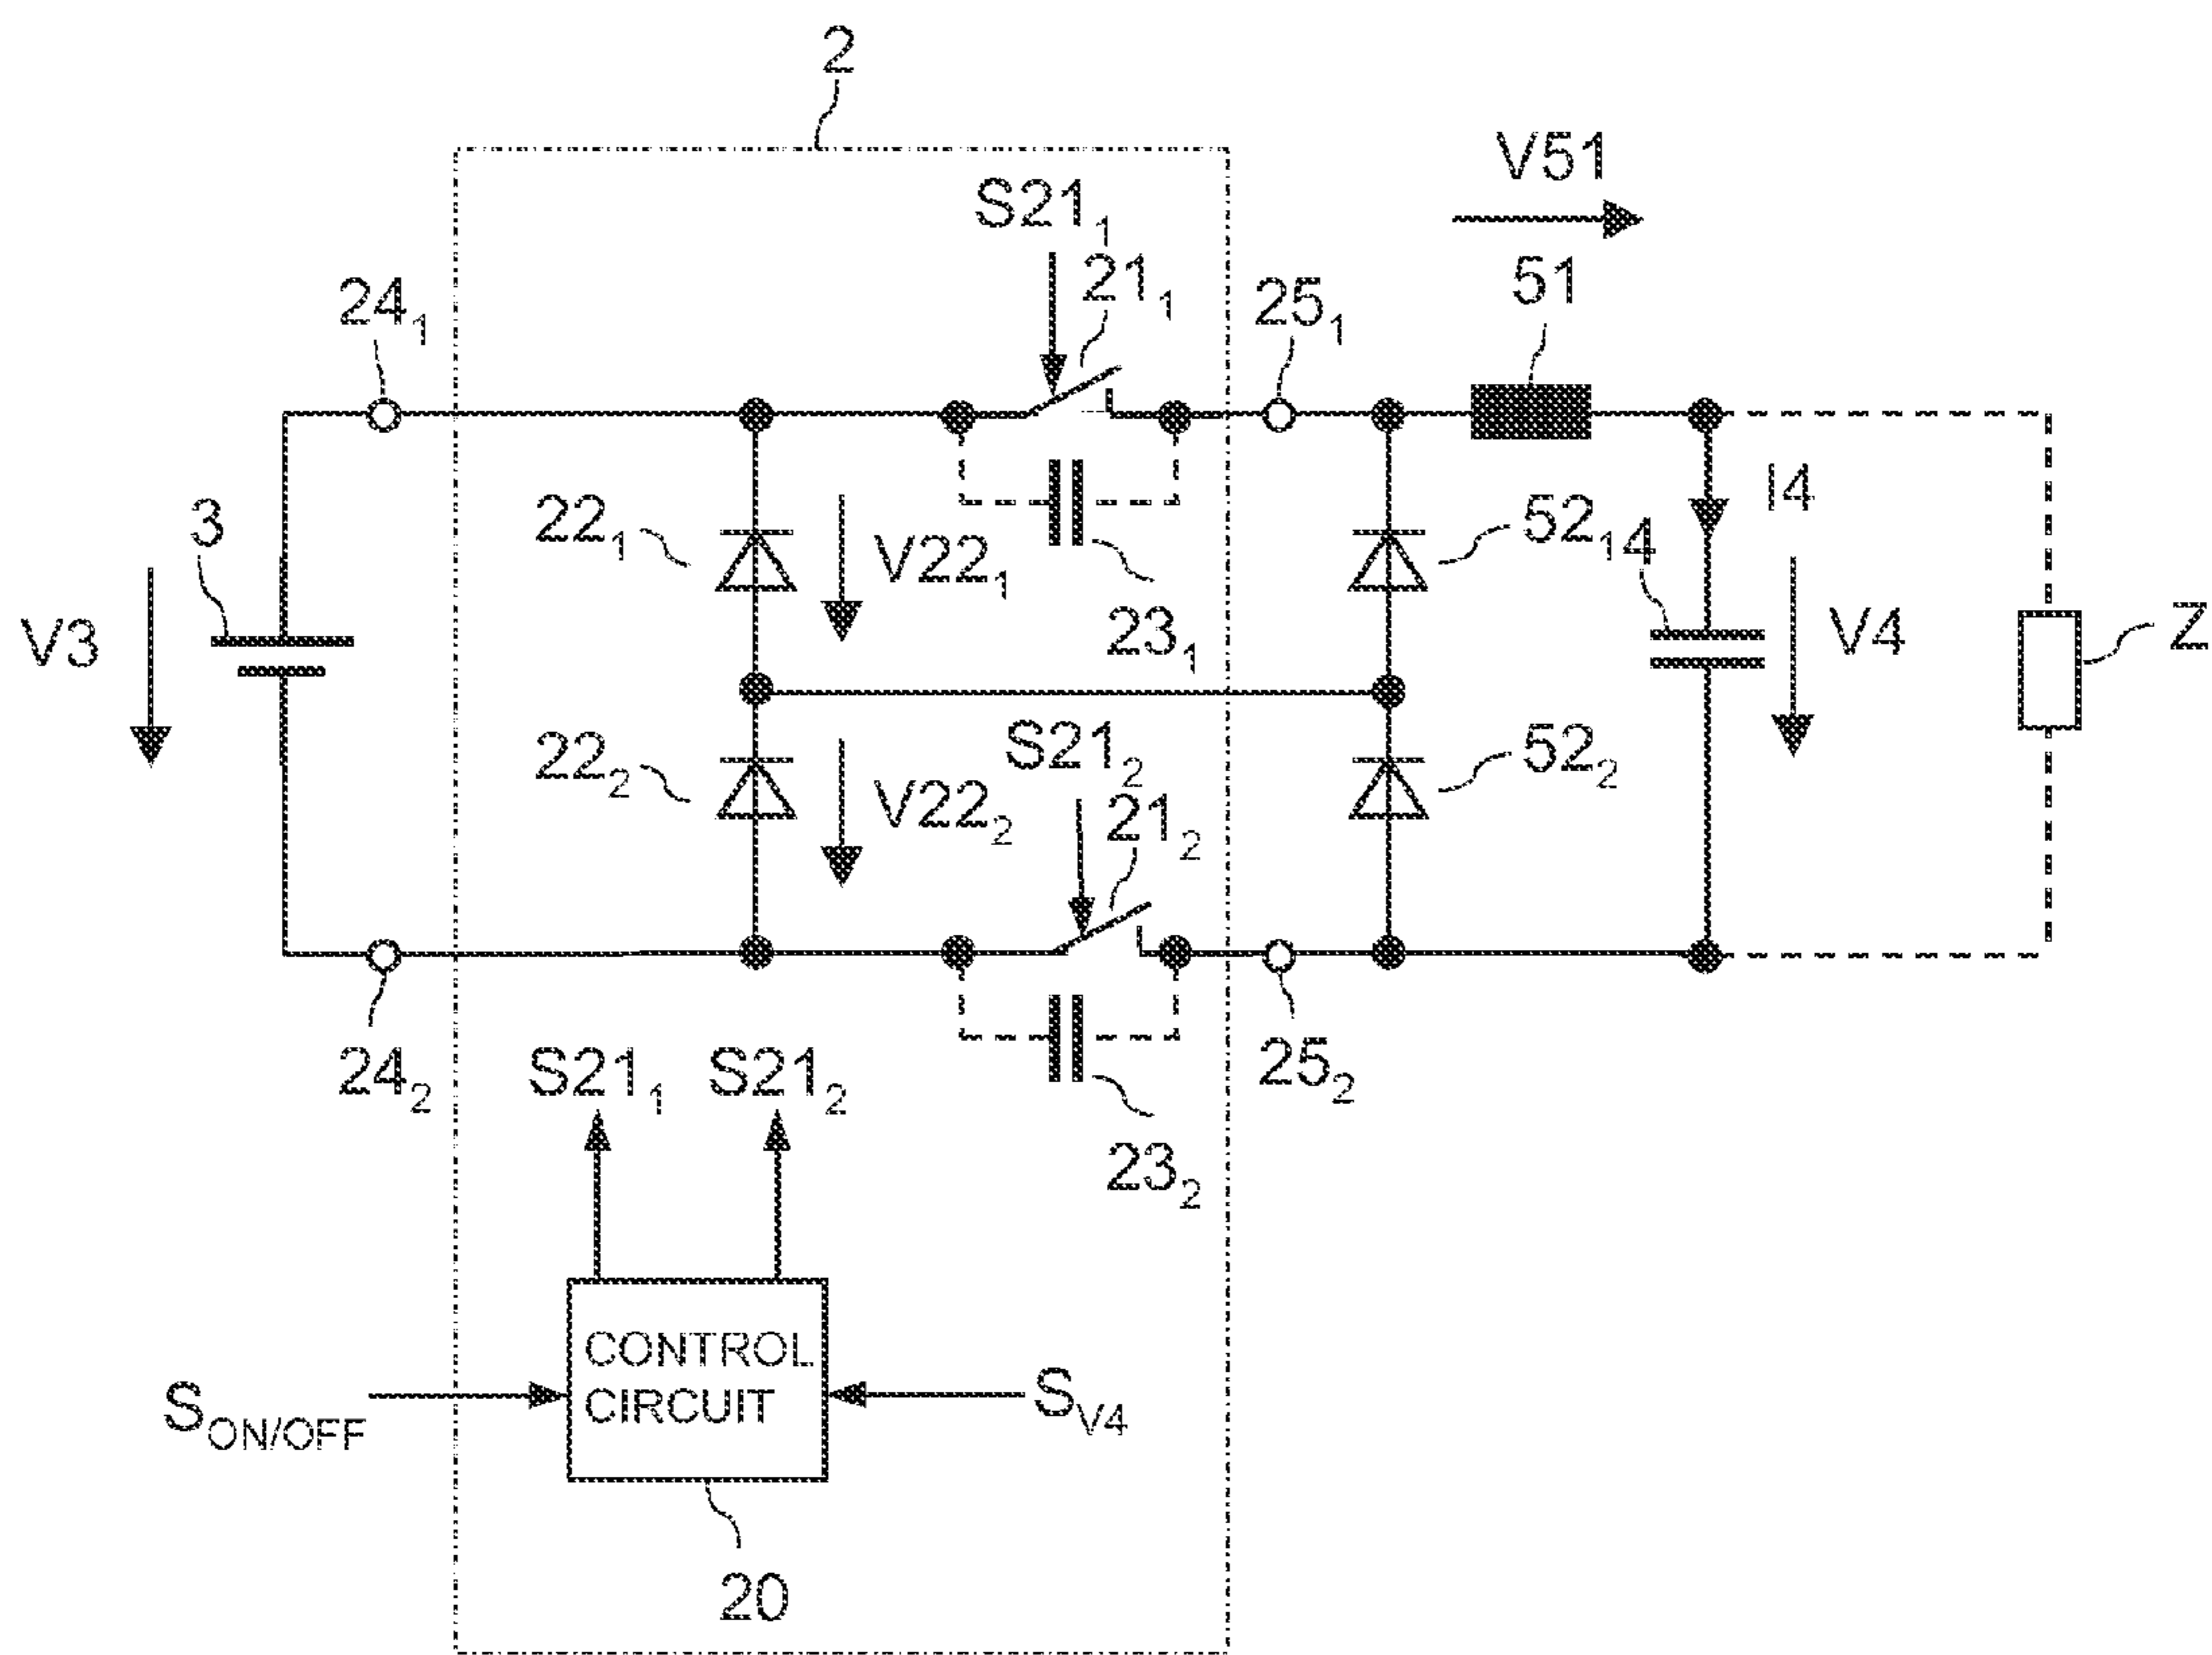 2
S21₁
V51
21₁
51
24₁
25₁
3
22₁
V22₁
23₁
52₁
4
I4
V3
V4
Z
22₂
V22₂
S21₂
21₂
52₂
24₂
S21₁
S21₂
25₂
23₂
CONTROL
CIRCUIT
S_ON/OFF
S_V4
20